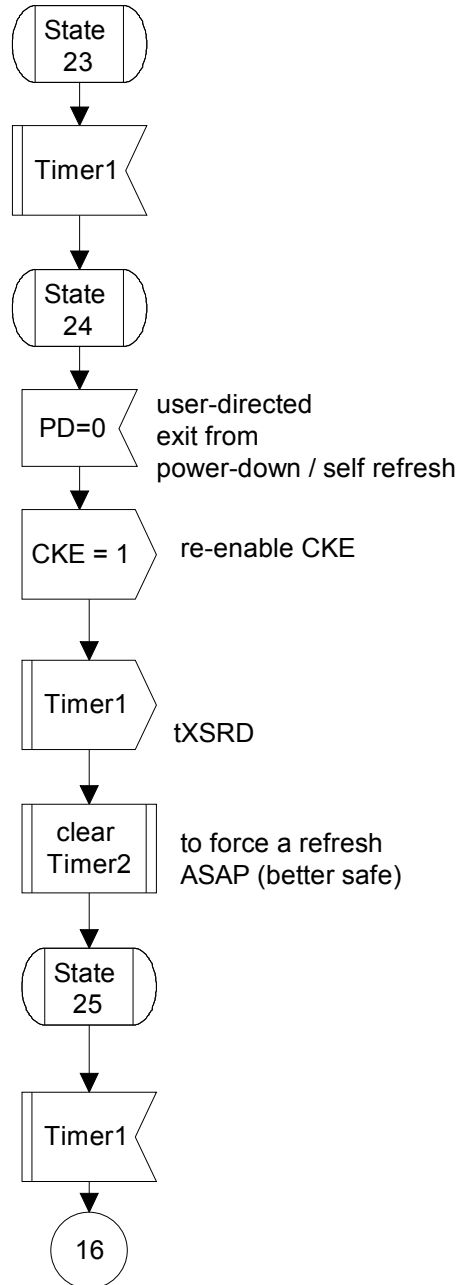 State
23
Timer1
State
24
PD=0
user-directed
exit from
power-down / self refresh
CKE = 1
re-enable CKE
Timer1
tXSRD
clear
Timer2
to force a refresh
ASAP (better safe)
State
25
Timer1
16